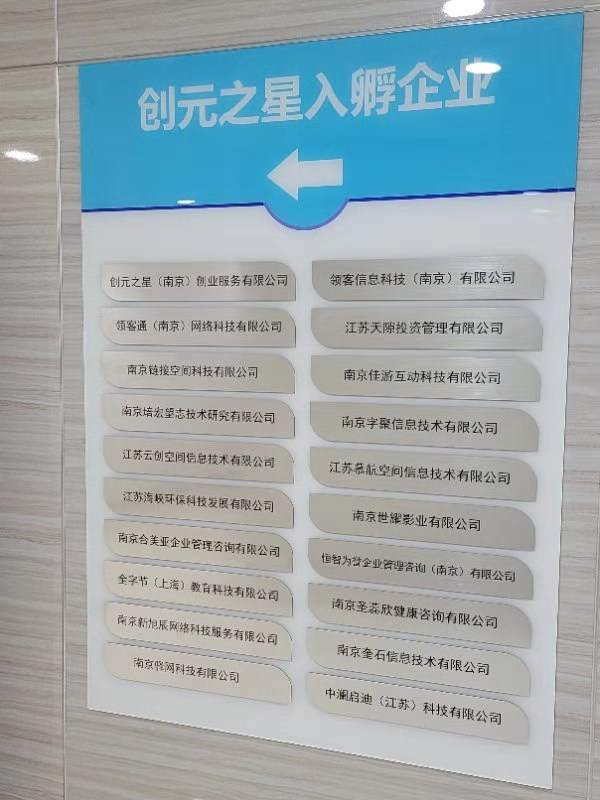 创元之星入孵企业
创元之星（南京）创业服务有限公司
领客通（南京）网络科技有限公司
南京链接空间科技有限公司
南京培宏望志技术研究有限公司
江苏云创空间信息技术有限公司
江苏海峡环保科技发展有限公司
南京合美亚企业管理咨询有限公司
全字节（上海）教育科技有限公司
南京新旭辰网络科技服务有限公司
南京驿网科技有限公司
领客信息科技（南京）有限公司
江苏天隙投资管理有限公司
南京佳游互动科技有限公司
南京字聚信息技术有限公司
江苏慕航空间信息技术有限公司
南京世耀影业有限公司
恒智为誉企业管理咨询（南京）有限公司
南京圣蕊欣健康咨询有限公司
南京奎石信息技术有限公司
中澜启迪（江苏）科技有限公司